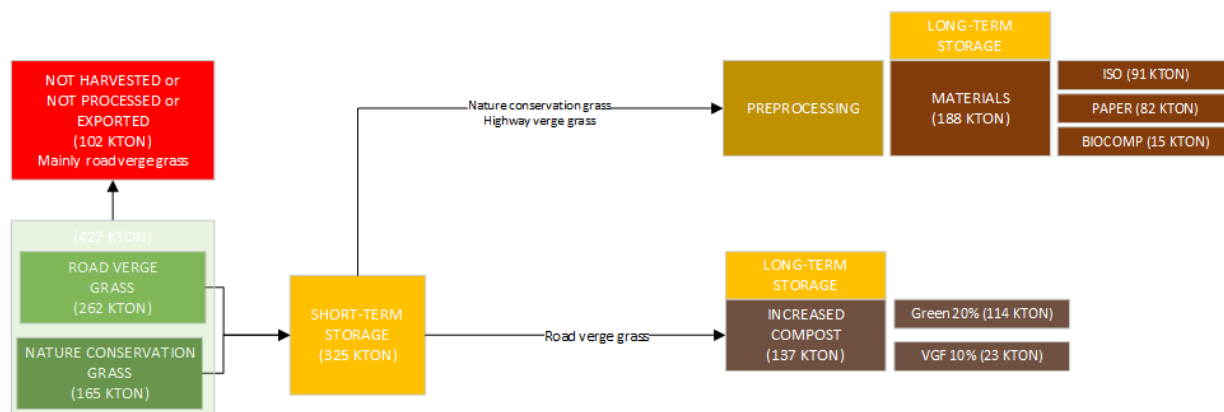 NOT HARVESTED or
NOT PROCESSED or
EXPORTED
(102 KTON)
Mainly road verge grass
(427 KTON)
ROAD VERGE
GRASS
(262 KTON)
NATURE CONSERVATION
GRASS
(165 KTON)
SHORT-TERM
STORAGE
(325 KTON)
Nature conservation grass
Highway verge grass
PREPROCESSING
LONG-TERM
STORAGE
MATERIALS
(188 KTON)
ISO (91 KTON)
PAPER (82 KTON)
BIOCOMP (15 KTON)
Road verge grass
LONG-TERM
STORAGE
INCREASED
COMPOST
(137 KTON)
Green 20% (114 KTON)
VGF 10% (23 KTON)